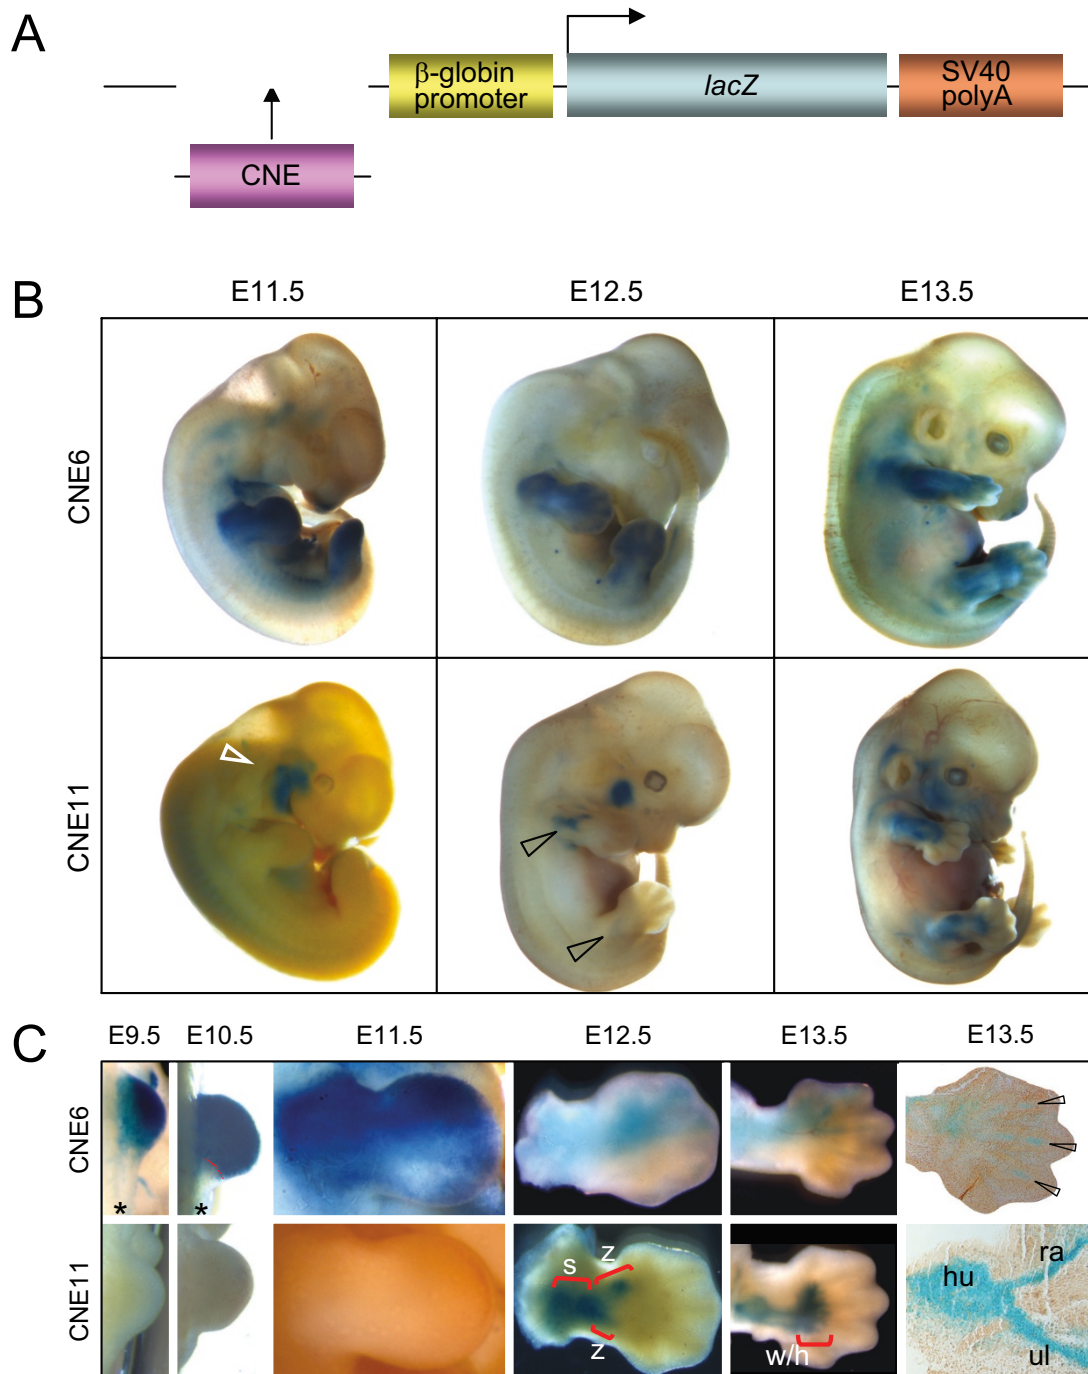 A
β-globin
promoter
lacZ
SV40
polyA
CNE
B
E11.5 E12.5 E13.5
CNE6
CNE11
C
E9.5 E10.5 E11.5 E12.5 E13.5 E13.5
CNE6
* *
CNE11
s z
z
w/h
hu ra
ul